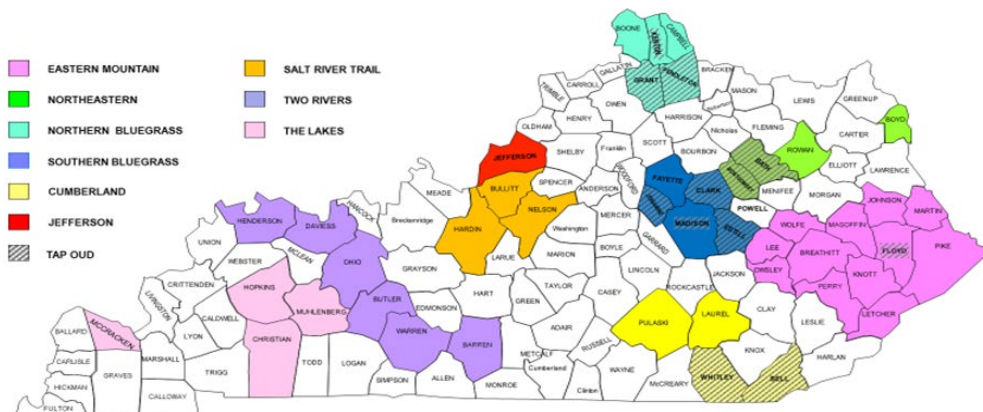 EASTERN MOUNTAIN
NORTHEASTERN
NORTHERN BLUEGRASS
SOUTHERN BLUEGRASS
CUMBERLAND
JEFFERSON
TAP OUD
SALT RIVER TRAIL
TWO RIVERS
THE LAKES
BOONE
KENTON
CAMPBELL
GALLATIN
GRANT
PENDLETON
BRACKEN
CARROLL
TRIMBLE
OWEN
MASON
LEWIS
GREENUP
Robertson
HENRY
HARRISON
OLDHAM
Nicholas
FLEMING
CARTER
BOYD
ROWAN
SCOTT
BOURBON
SHELBY
Franklin
JEFFERSON
BATH
ELLIOTT
LAWRENCE
WOODFORD
FAYETTE
CLARK
MONTGOMERY
MENIFEE
MORGAN
SPENCER
ANDERSON
BULLITT
JOHNSON
MARTIN
POWELL
NELSON
MEADE
MERCER
MADISON
ESTILL
WOLFE
MAGOFFIN
HANCOCK
Breckenridge
HARDIN
Washington
GARRARD
LEE
FLOYD
PIKE
HENDERSON
DAVIESS
BOYLE
BREATHITT
UNION
MCLEAN
OHIO
LARUE
MARION
LINCOLN
JACKSON
OWSLEY
KNOTT
WEBSTER
GRAYSON
ROCKCASTLE
PERRY
CRITTENDEN
HOPKINS
HART
TAYLOR
CASEY
CLAY
LETCHER
LIVINGSTON
BUTLER
EDMONSON
GREEN
LESLIE
MUHLENBERG
CALDWELL
PULASKI
LAUREL
BALLARD
MCCRACKEN
LYON
WARREN
ADAIR
CHRISTIAN
BARREN
RUSSELL
KNOX
HARLAN
CARLISLE
MARSHALL
METCALF
GRAVES
TRIGG
TODD
LOGAN
Cumberland
WAYNE
WHITLEY
BELL
HICKMAN
SIMPSON
ALLEN
MONROE
Clinton
McCREARY
CALLOWAY
FULTON